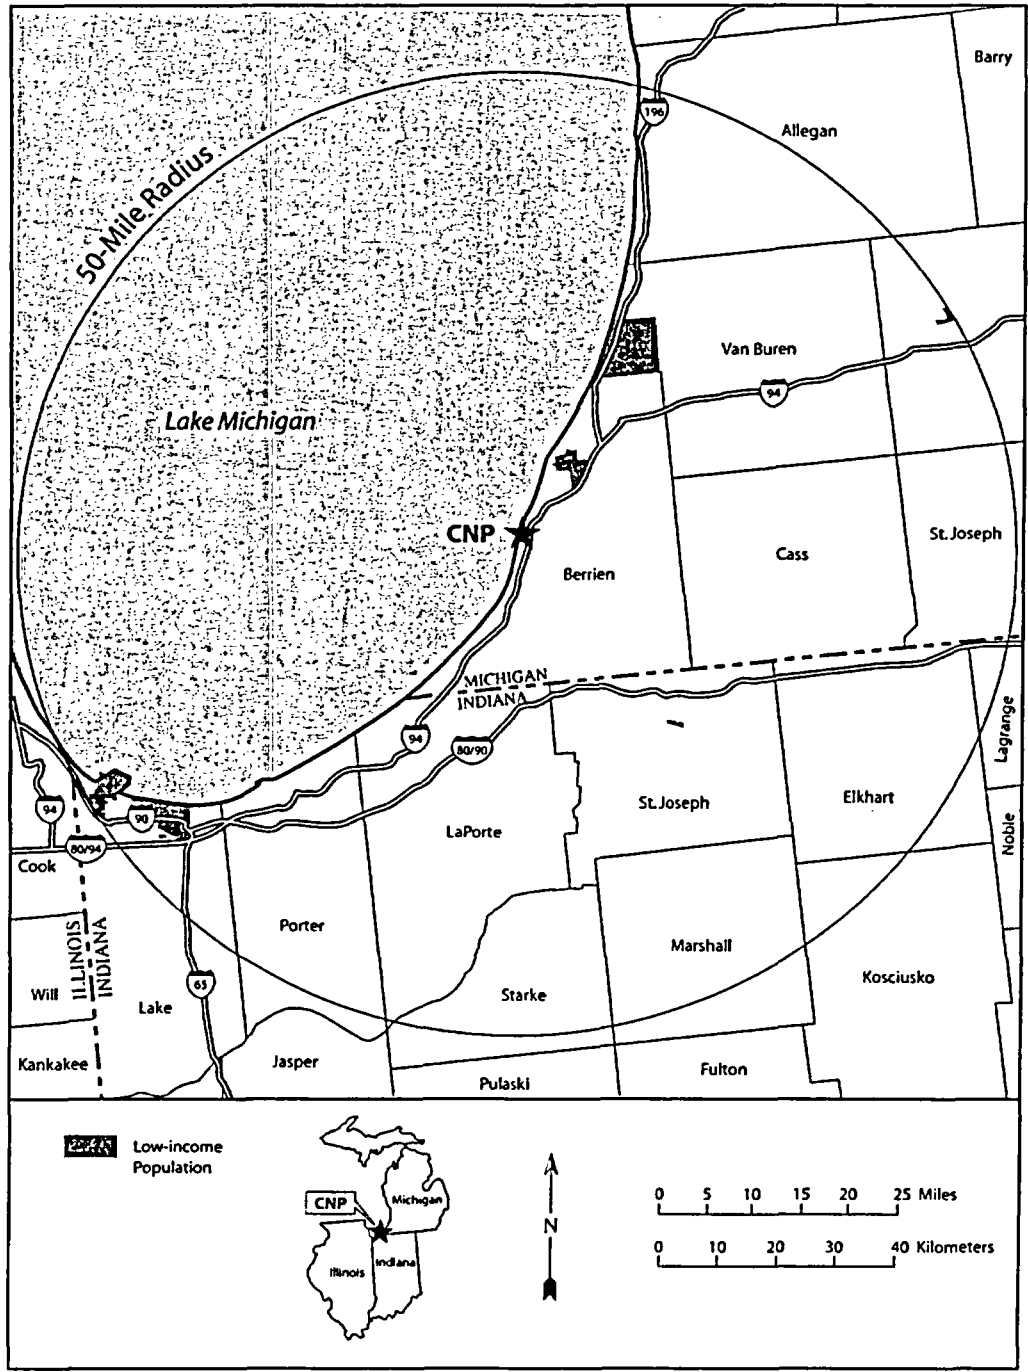 Barry
196
Allegan
50-Mile Radius
Van Buren
94
Lake Michigan
CNP
St. Joseph
Cass
Berrien
MICHIGAN
INDIANA
94
80/90
Lagrange
94
90
St. Joseph
Elkhart
LaPorte
Noble
80/94
Cook
Porter
ILLINOIS
INDIANA
Marshall
Kosciusko
65
Will
Lake
Starke
Kankakee
Jasper
Pulaski
Fulton
Low-income
Population
CNP
Michigan
Illinois
Indiana
N
0 5 10 15 20 25 Miles
0 10 20 30 40 Kilometers